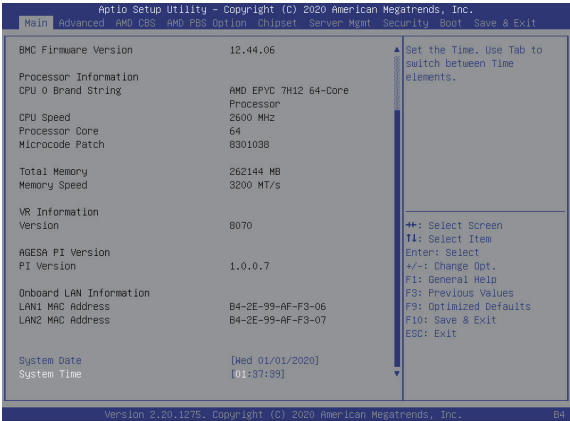 Aptio Setup Utility – Copyright (C) 2020 American Megatrends, Inc.
Main Advanced AMD CBS AMD PBS Option Chipset Server Mgmt Security Boot Save & Exit
BMC Firmware Version 12.44.06
Processor Information
CPU 0 Brand String AMD EPYC 7H12 64-Core
Processor
CPU Speed 2600 MHz
Processor Core 64
Microcode Patch 8301038
Total Memory 262144 MB
Memory Speed 3200 MT/s
VR Information
Version 8070
AGESA PI Version
PI Version 1.0.0.7
Onboard LAN Information
LAN1 MAC Address B4-2E-99-AF-F3-06
LAN2 MAC Address B4-2E-99-AF-F3-07
System Date [Wed 01/01/2020]
System Time [01:37:39]
Set the Time. Use Tab to
switch between Time
elements.
→←: Select Screen
↑↓: Select Item
Enter: Select
+/-: Change Opt.
F1: General Help
F3: Previous Values
F9: Optimized Defaults
F10: Save & Exit
ESC: Exit
Version 2.20.1275. Copyright (C) 2020 American Megatrends, Inc.
B4